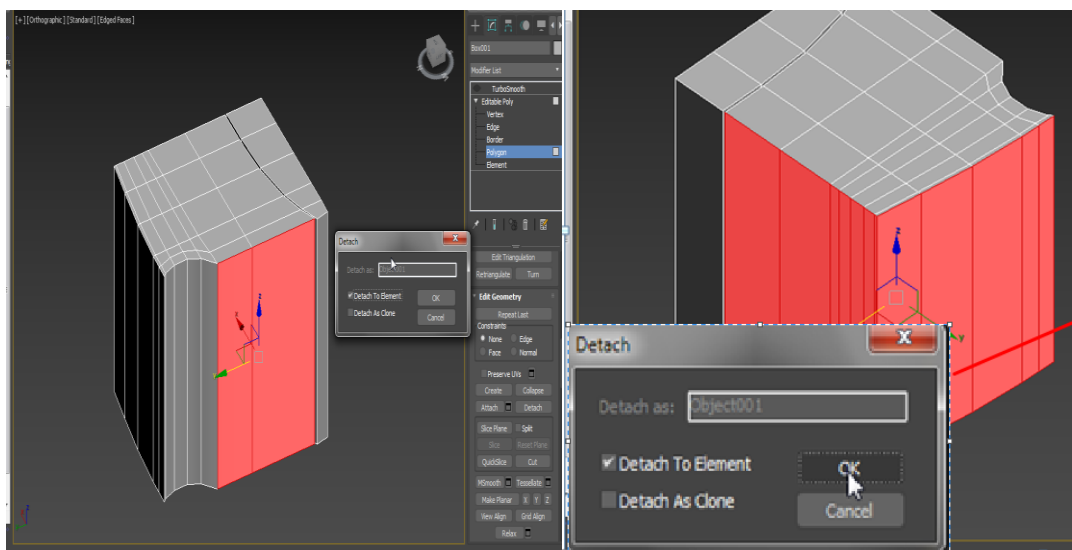 [+] [Orthographic] [Standard] [Edged Faces]
Box001
Modifier List
TurboSmooth
Editable Poly
Vertex
Edge
Border
Polygon
Element
Edit Triangulation
Retriangulate Turn
Edit Geometry
Repeat Last
Constraints
None Edge
Face Normal
Preserve UVs
Create Collapse
Attach Detach
Slice Plane Split
Slice Reset Plane
QuickSlice Cut
MSmooth Tessellate
Make Planar X Y Z
View Align Grid Align
Relax
Detach
X
Detach as: Object001
Detach To Element OK
Detach As Clone Cancel
z
x
y
z
y
Detach
X
Detach as: Object001
Detach To Element OK
Detach As Clone Cancel